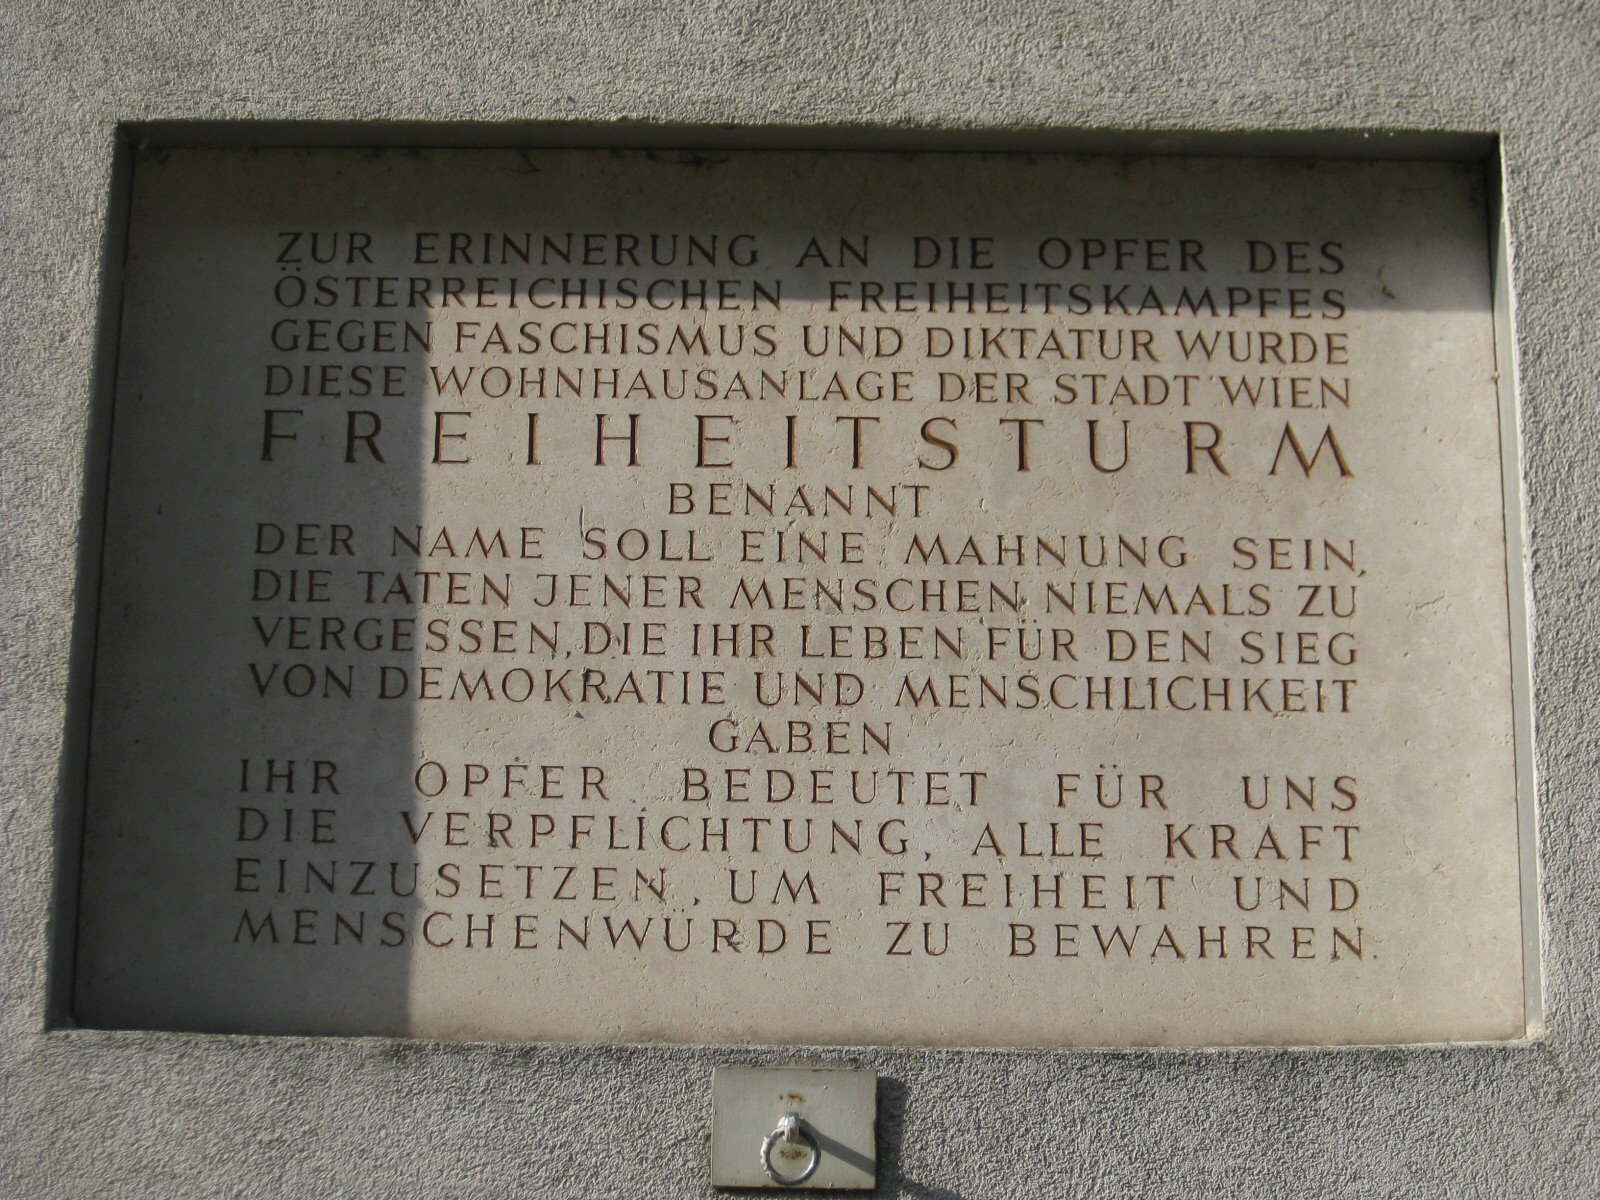 ZUR ERINNERUNG AN DIE OPFER DES
ÖSTERREICHISCHEN FREIHEITSKAMPFES
GEGEN FASCHISMUS UND DIKTATUR WURDE
DIESE WOHNHAUSANLAGE DER STADT WIEN
FREIHEITSTURM
BENANNT
DER NAME SOLL EINE MAHNUNG SEIN,
DIE TATEN JENER MENSCHEN NIEMALS ZU
VERGESSEN, DIE IHR LEBEN FÜR DEN SIEG
VON DEMOKRATIE UND MENSCHLICHKEIT
GABEN
IHR OPFER BEDEUTET FÜR UNS
DIE VERPFLICHTUNG, ALLE KRAFT
EINZUSETZEN, UM FREIHEIT UND
MENSCHENWÜRDE ZU BEWAHREN.